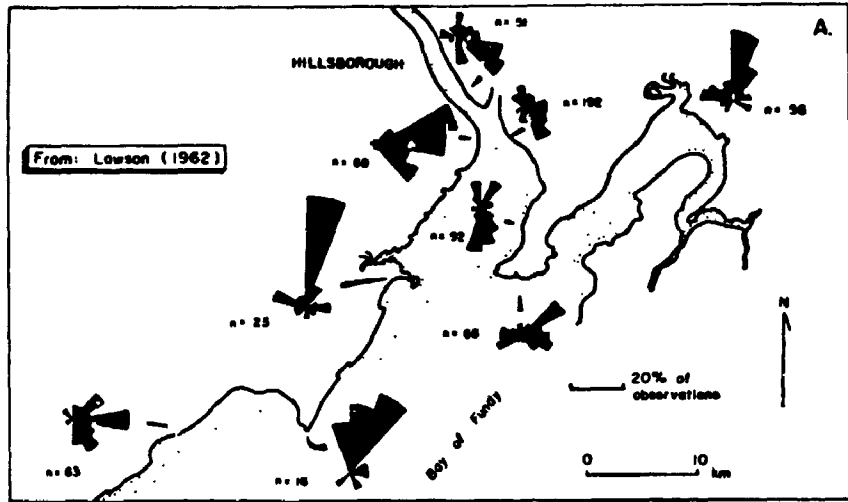 A.
n = 51
HILLSBOROUGH
n = 192
n = 56
From: Lawson (1962)
n = 60
n = 92
N
n = 25
n = 66
20% of
observations
Bay of Fundy
n = 63
n = 16
0 10
km